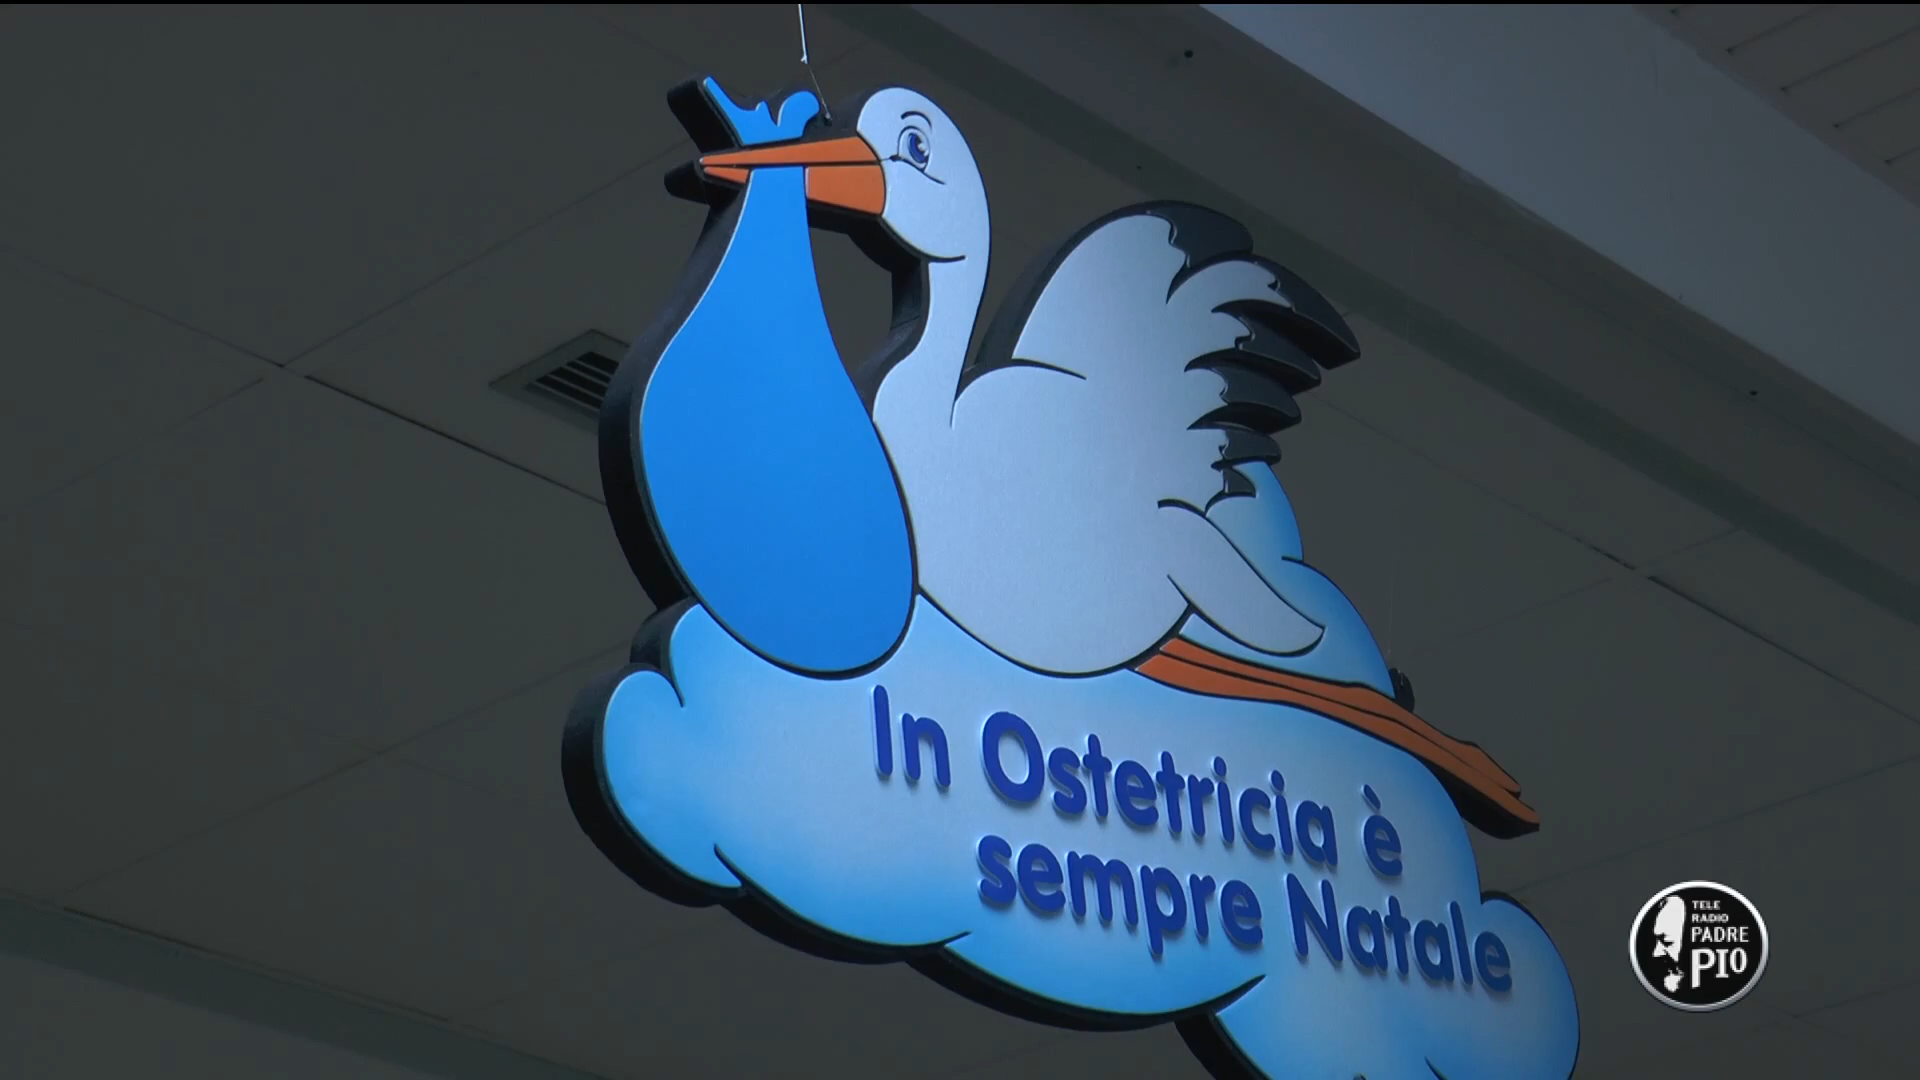 In Ostetricia è
sempre Natale
TELE
RADIO
PADRE
PIO